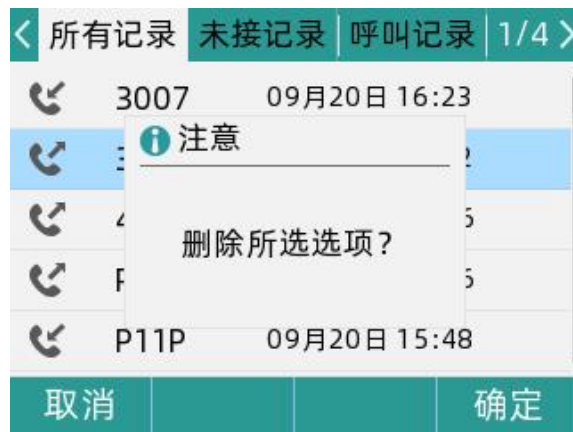 所有记录 未接记录 呼叫记录 1/4
3007 09月20日 16:23
注意
删除所选选项？
P11P 09月20日 15:48
取消 确定